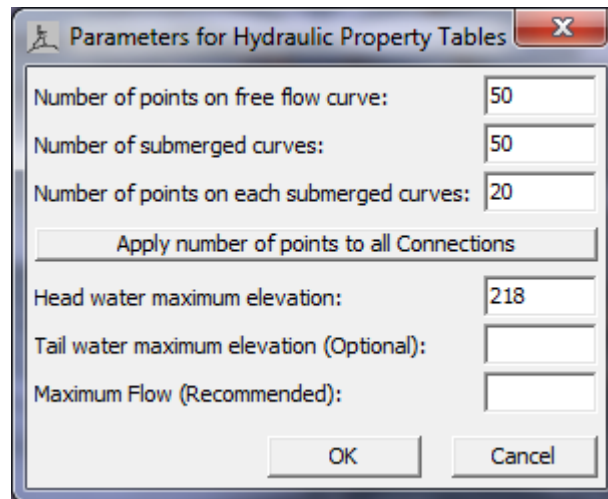 Parameters for Hydraulic Property Tables
Number of points on free flow curve: 50
Number of submerged curves: 50
Number of points on each submerged curves: 20
Apply number of points to all Connections
Head water maximum elevation: 218
Tail water maximum elevation (Optional):
Maximum Flow (Recommended):
OK Cancel